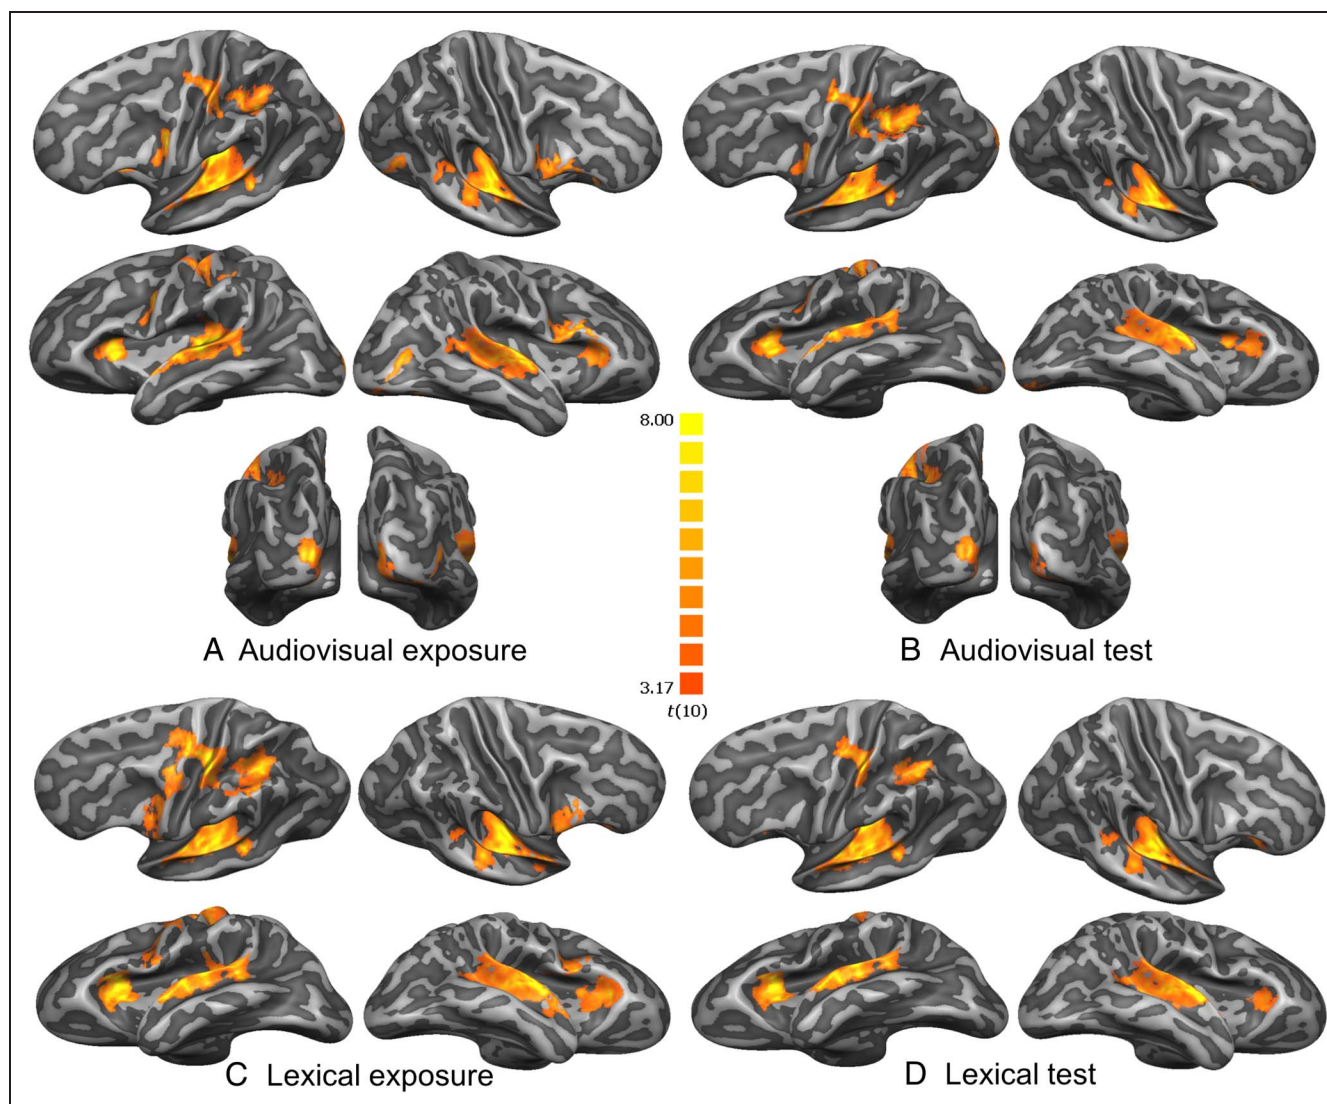 8.00
3.17
t(10)
A Audiovisual exposure
B Audiovisual test
C Lexical exposure
D Lexical test